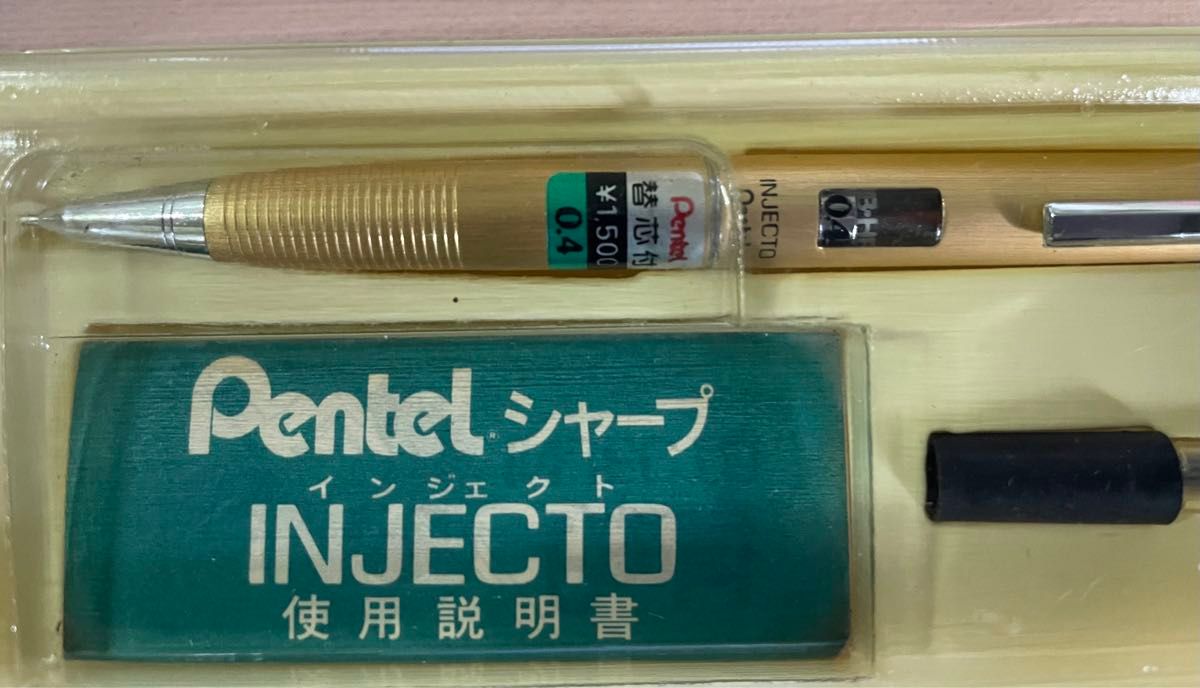 Pentel
替芯付
¥1,500
0.4
INJECTO
Pentel
0.4
Pentel® シャープ
インジェクト
INJECTO
使用説明書